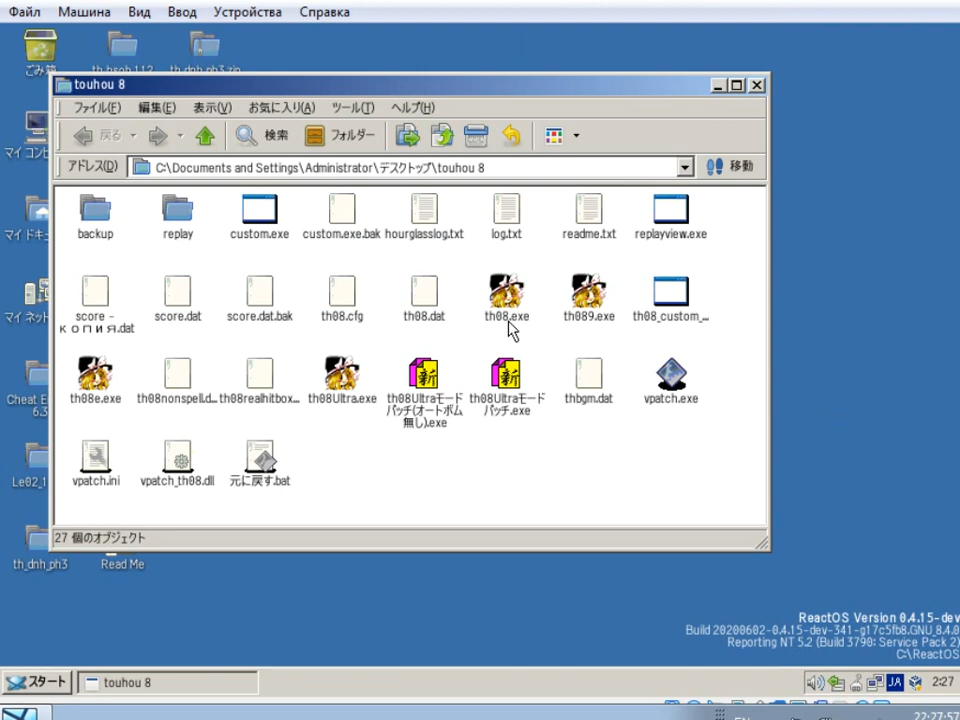 Файл Машина Вид Ввод Устройства Справка
th_dnh_ph3.zip
ごみ箱
touhou 8
ファイル(F) 編集(E) 表示(V) お気に入り(A) ツール(T) ヘルプ(H)
戻る 検索 フォルダー
アドレス(D) C:\Documents and Settings\Administrator\デスクトップ\touhou 8 移動
マイ コンピ
マイ ドキュ
マイ ネット
Cheat E
6.3
Le02_1
backup replay custom.exe custom.exe.bak hourglasslog.txt log.txt readme.txt replayview.exe
score - score.dat score.dat.bak th08.cfg th08.dat th08.exe th089.exe th08_custom_...
копия.dat
th08e.exe th08nonspell.d... th08realhitbox... th08Ultra.exe th08Ultraモード th08Ultraモード thbgm.dat vpatch.exe
パッチ(オートボム パッチ.exe
無し).exe
vpatch.ini vpatch_th08.dll 元に戻す.bat
27 個のオブジェクト
th_dnh_ph3 Read Me
ReactOS Version 0.4.15-dev
Build 20200602-0.4.15-dev-341-g17c5fb8.GNU_8.4.0
Reporting NT 5.2 (Build 3790: Service Pack 2)
C:\ReactOS
スタート touhou 8 JA 2:27
22:27:57